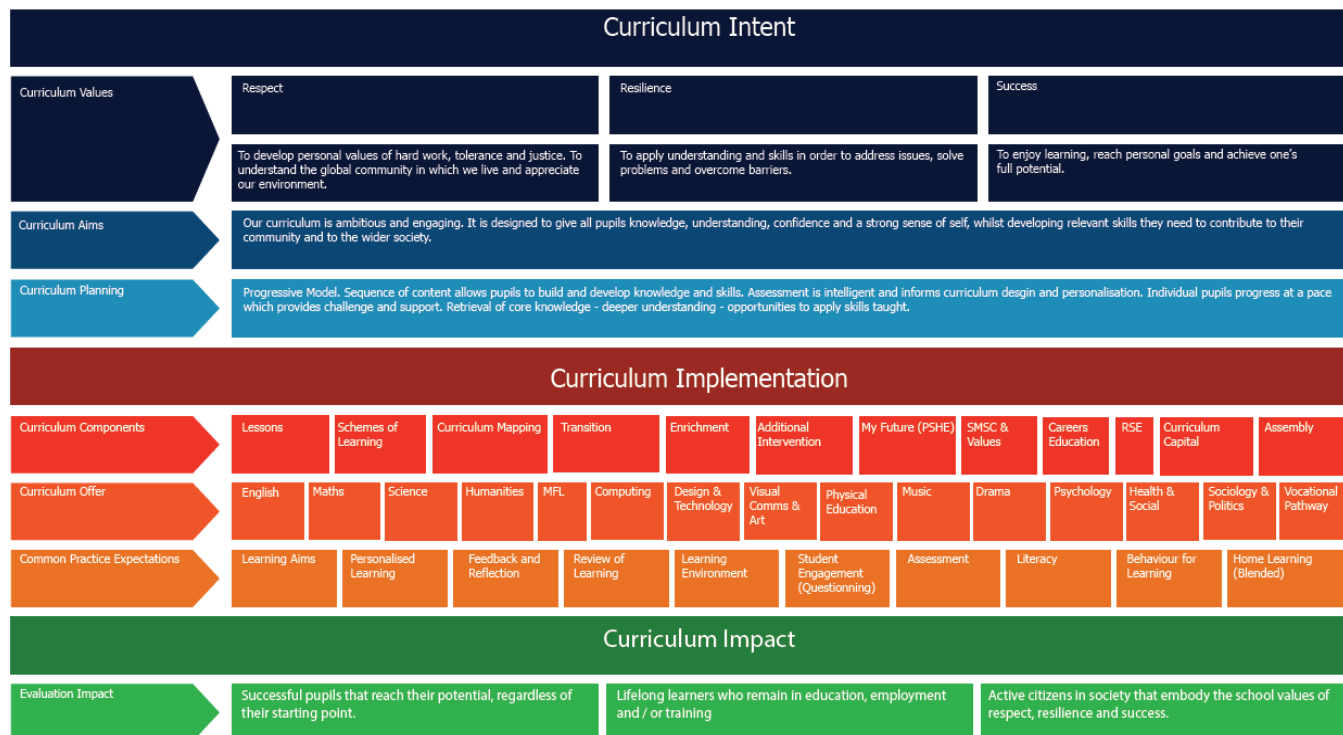 Curriculum Intent
Curriculum Values
Respect
Resilience
Success
To develop personal values of hard work, tolerance and justice. To
understand the global community in which we live and appreciate
our environment.
To apply understanding and skills in order to address issues, solve
problems and overcome barriers.
To enjoy learning, reach personal goals and achieve one's
full potential.
Curriculum Aims
Our curriculum is ambitious and engaging. It is designed to give all pupils knowledge, understanding, confidence and a strong sense of self, whilst developing relevant skills they need to contribute to their
community and to the wider society.
Curriculum Planning
Progressive Model. Sequence of content allows pupils to build and develop knowledge and skills. Assessment is intelligent and informs curriculum desgin and personalisation. Individual pupils progress at a pace
which provides challenge and support. Retrieval of core knowledge - deeper understanding - opportunities to apply skills taught.
Curriculum Implementation
Curriculum Components
Lessons
Schemes of
Learning
Curriculum Mapping
Transition
Enrichment
Additional
Intervention
My Future (PSHE)
SMSC &
Values
Careers
Education
RSE
Curriculum
Capital
Assembly
Curriculum Offer
English
Maths
Science
Humanities
MFL
Computing
Design &
Technology
Visual
Comms &
Art
Physical
Education
Music
Drama
Psychology
Health &
Social
Sociology &
Politics
Vocational
Pathway
Common Practice Expectations
Learning Aims
Personalised
Learning
Feedback and
Reflection
Review of
Learning
Learning
Environment
Student
Engagement
(Questionning)
Assessment
Literacy
Behaviour for
Learning
Home Learning
(Blended)
Curriculum Impact
Evaluation Impact
Successful pupils that reach their potential, regardless of
their starting point.
Lifelong learners who remain in education, employment
and / or training
Active citizens in society that embody the school values of
respect, resilience and success.